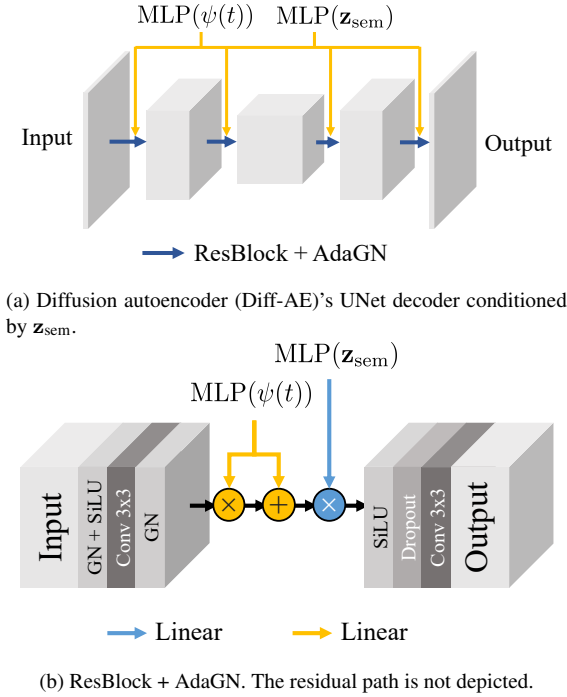 MLP(ψ(t)) MLP(z_sem)
Input
Output
ResBlock + AdaGN
(a) Diffusion autoencoder (Diff-AE)'s UNet decoder conditioned
by z_sem.
MLP(z_sem)
MLP(ψ(t))
Input
GN + SiLU
Conv 3x3
GN
×
+
×
SiLU
Dropout
Conv 3x3
Output
Linear Linear
(b) ResBlock + AdaGN. The residual path is not depicted.